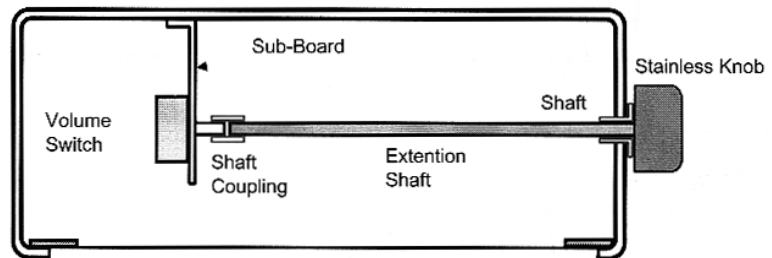 Sub-Board
Stainless Knob
Shaft
Volume
Switch
Shaft
Coupling
Extention
Shaft